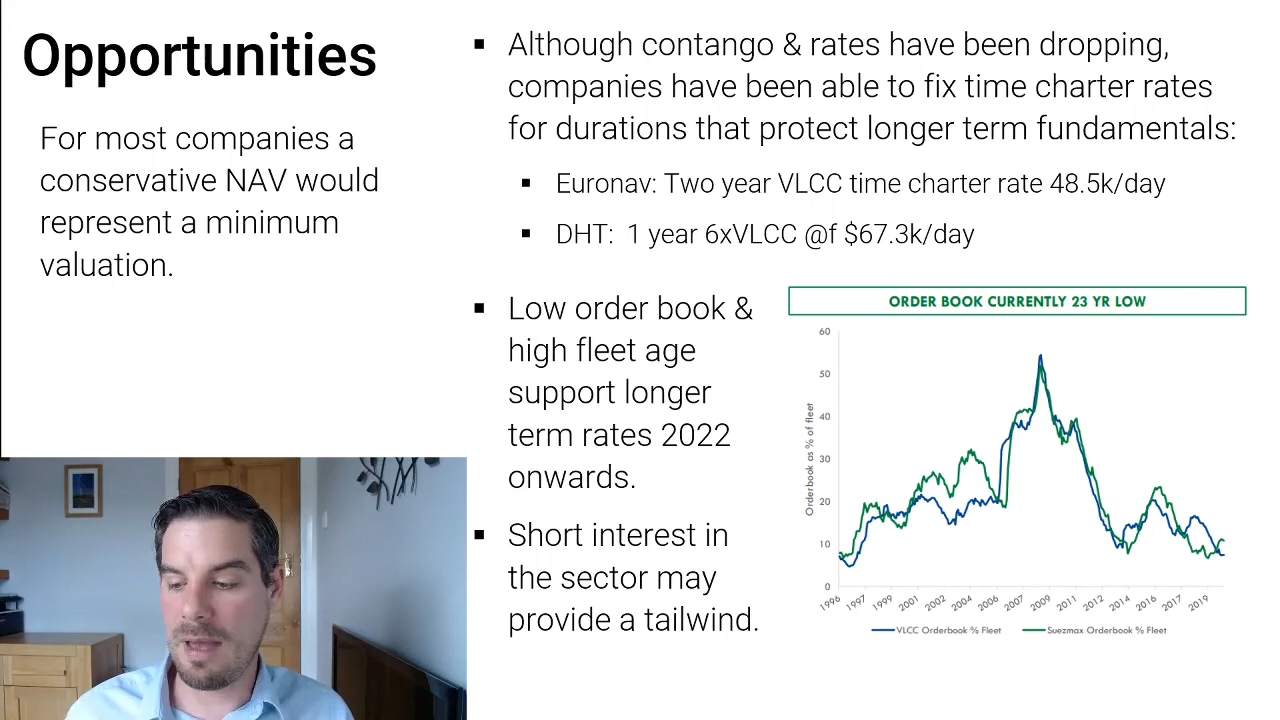 Opportunities
For most companies a
conservative NAV would
represent a minimum
valuation.
▪ Although contango & rates have been dropping,
companies have been able to fix time charter rates
for durations that protect longer term fundamentals:
▪ Euronav: Two year VLCC time charter rate 48.5k/day
▪ DHT: 1 year 6xVLCC @f $67.3k/day
▪ Low order book &
high fleet age
support longer
term rates 2022
onwards.
▪ Short interest in
the sector may
provide a tailwind.
ORDER BOOK CURRENTLY 23 YR LOW
Orderbook as % of fleet
60
50
40
30
20
10
0
1996 1997 1999 2001 2002 2004 2006 2007 2009 2011 2012 2014 2016 2017 2019
VLCC Orderbook % Fleet Suezmax Orderbook % Fleet